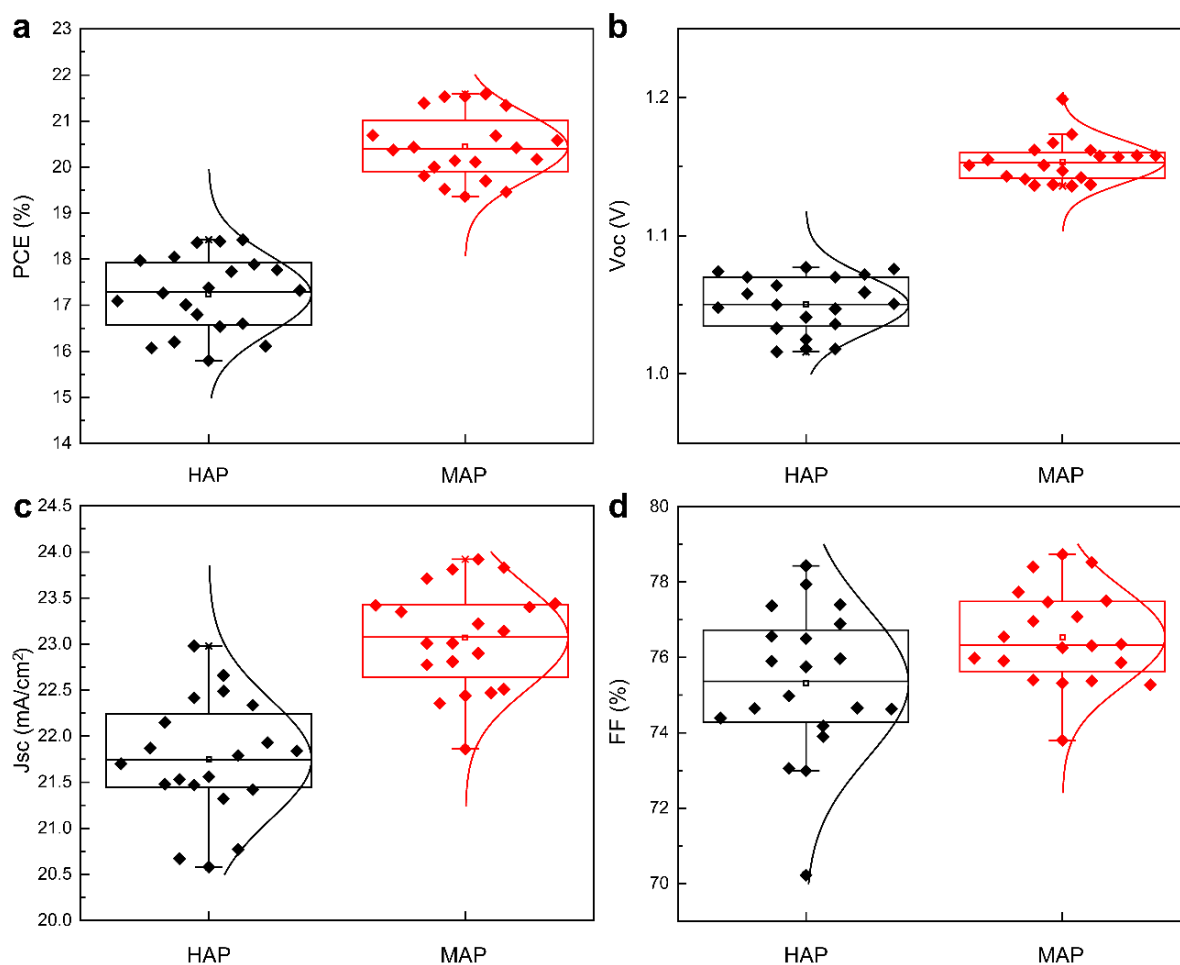 a
PCE (%)
23
22
21
20
19
18
17
16
15
14
HAP MAP
b
Voc (V)
1.2
1.1
1.0
HAP MAP
c
Jsc (mA/cm²)
24.5
24.0
23.5
23.0
22.5
22.0
21.5
21.0
20.5
20.0
HAP MAP
d
FF (%)
80
78
76
74
72
70
HAP MAP